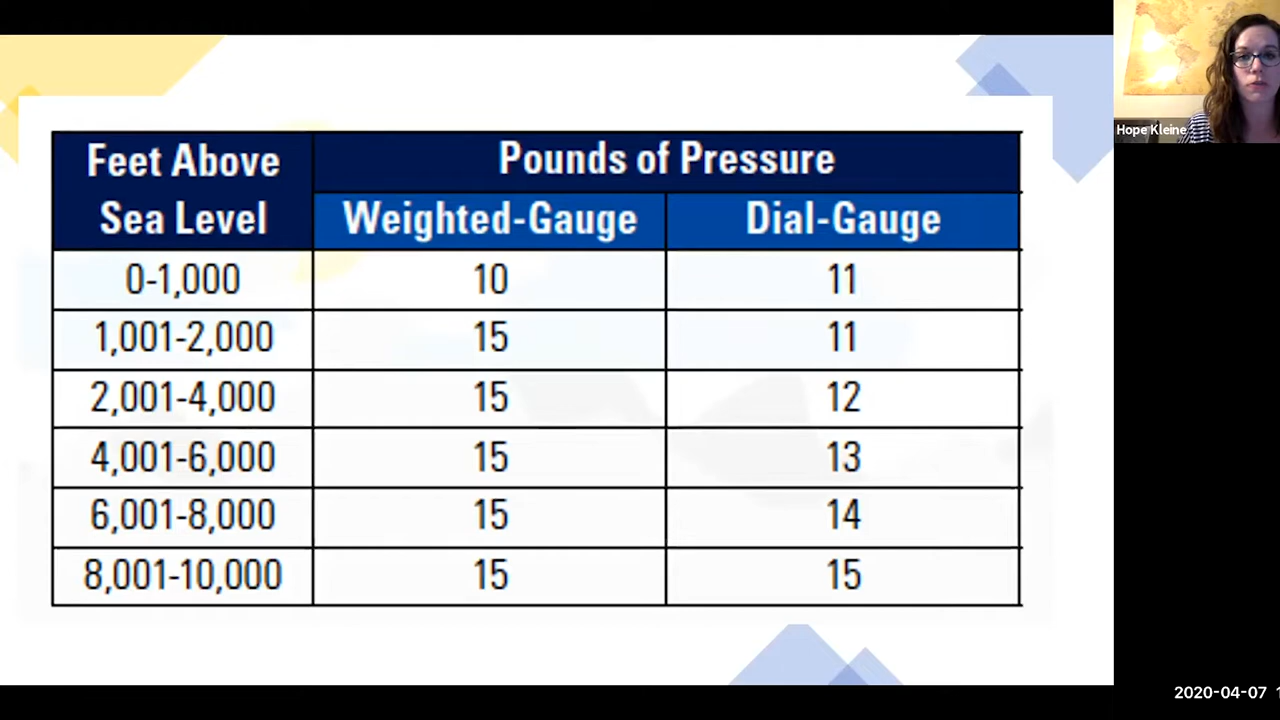 Feet Above
Sea Level
Pounds of Pressure
Weighted-Gauge Dial-Gauge
0-1,000 10 11
1,001-2,000 15 11
2,001-4,000 15 12
4,001-6,000 15 13
6,001-8,000 15 14
8,001-10,000 15 15
Hope Kleine
2020-04-07